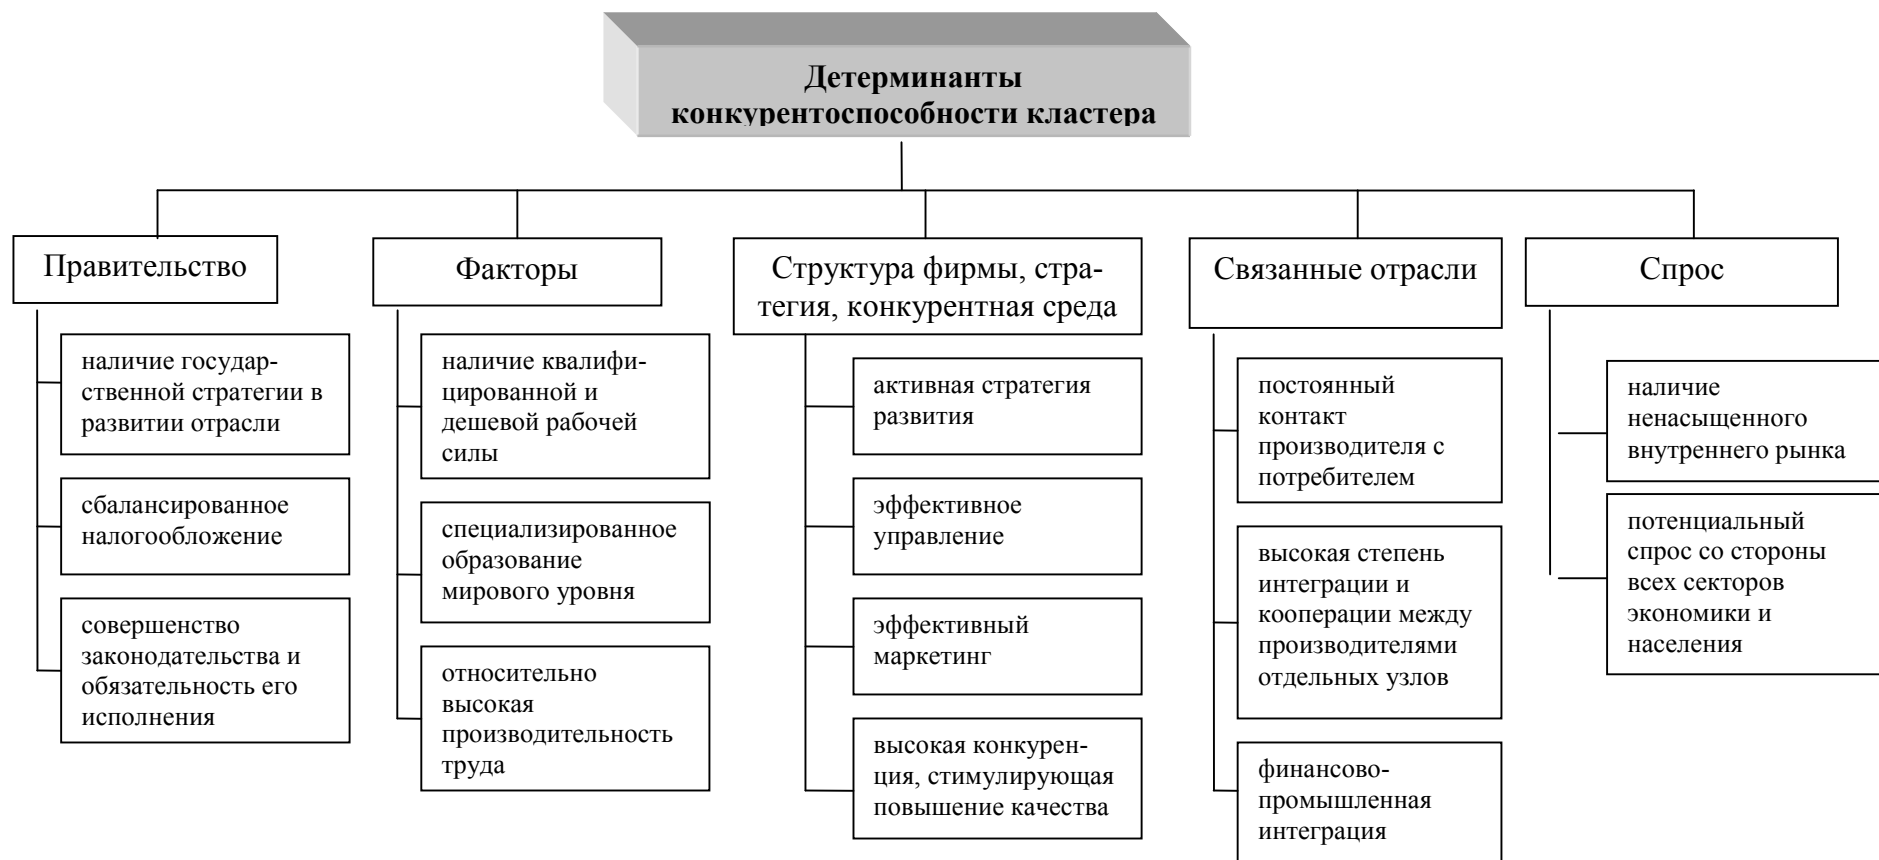 Детерминанты
конкурентоспособности кластера
Правительство
наличие государ-
ственной стратегии в
развитии отрасли
сбалансированное
налогообложение
совершенство
законодательства и
обязательность его
исполнения
Факторы
наличие квалифи-
цированной и
дешевой рабочей
силы
специализированное
образование
мирового уровня
относительно
высокая
производительность
труда
Структура фирмы, стра-
тегия, конкурентная среда
активная стратегия
развития
эффективное
управление
эффективный
маркетинг
высокая конкурен-
ция, стимулирующая
повышение качества
Связанные отрасли
постоянный
контакт
производителя с
потребителем
высокая степень
интеграции и
кооперации между
производителями
отдельных узлов
финансово-
промышленная
интеграция
Спрос
наличие
ненасыщенного
внутреннего рынка
потенциальный
спрос со стороны
всех секторов
экономики и
населения